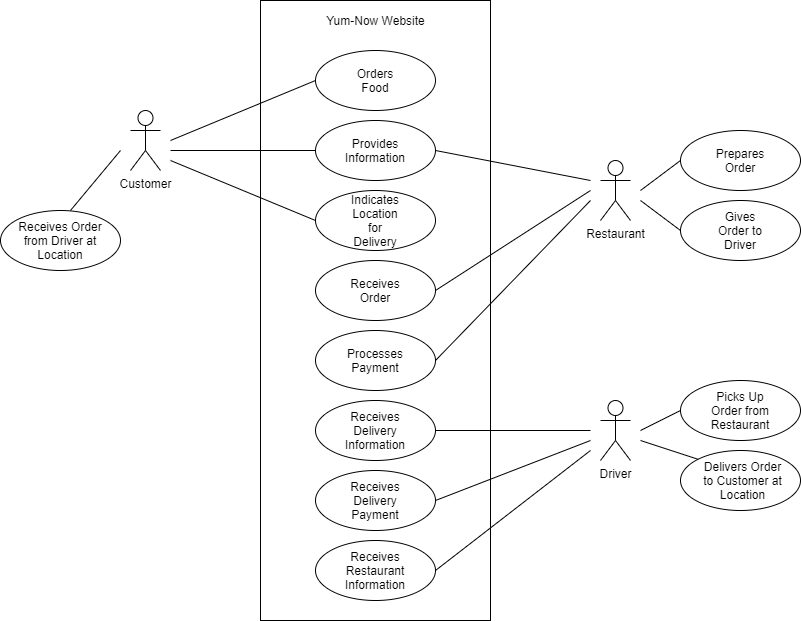 Yum-Now Website
Orders
Food
Provides
Information
Indicates
Location
for
Delivery
Receives
Order
Processes
Payment
Receives
Delivery
Information
Receives
Delivery
Payment
Receives
Restaurant
Information
Customer
Receives Order
from Driver at
Location
Restaurant
Prepares
Order
Gives
Order to
Driver
Driver
Picks Up
Order from
Restaurant
Delivers Order
to Customer at
Location